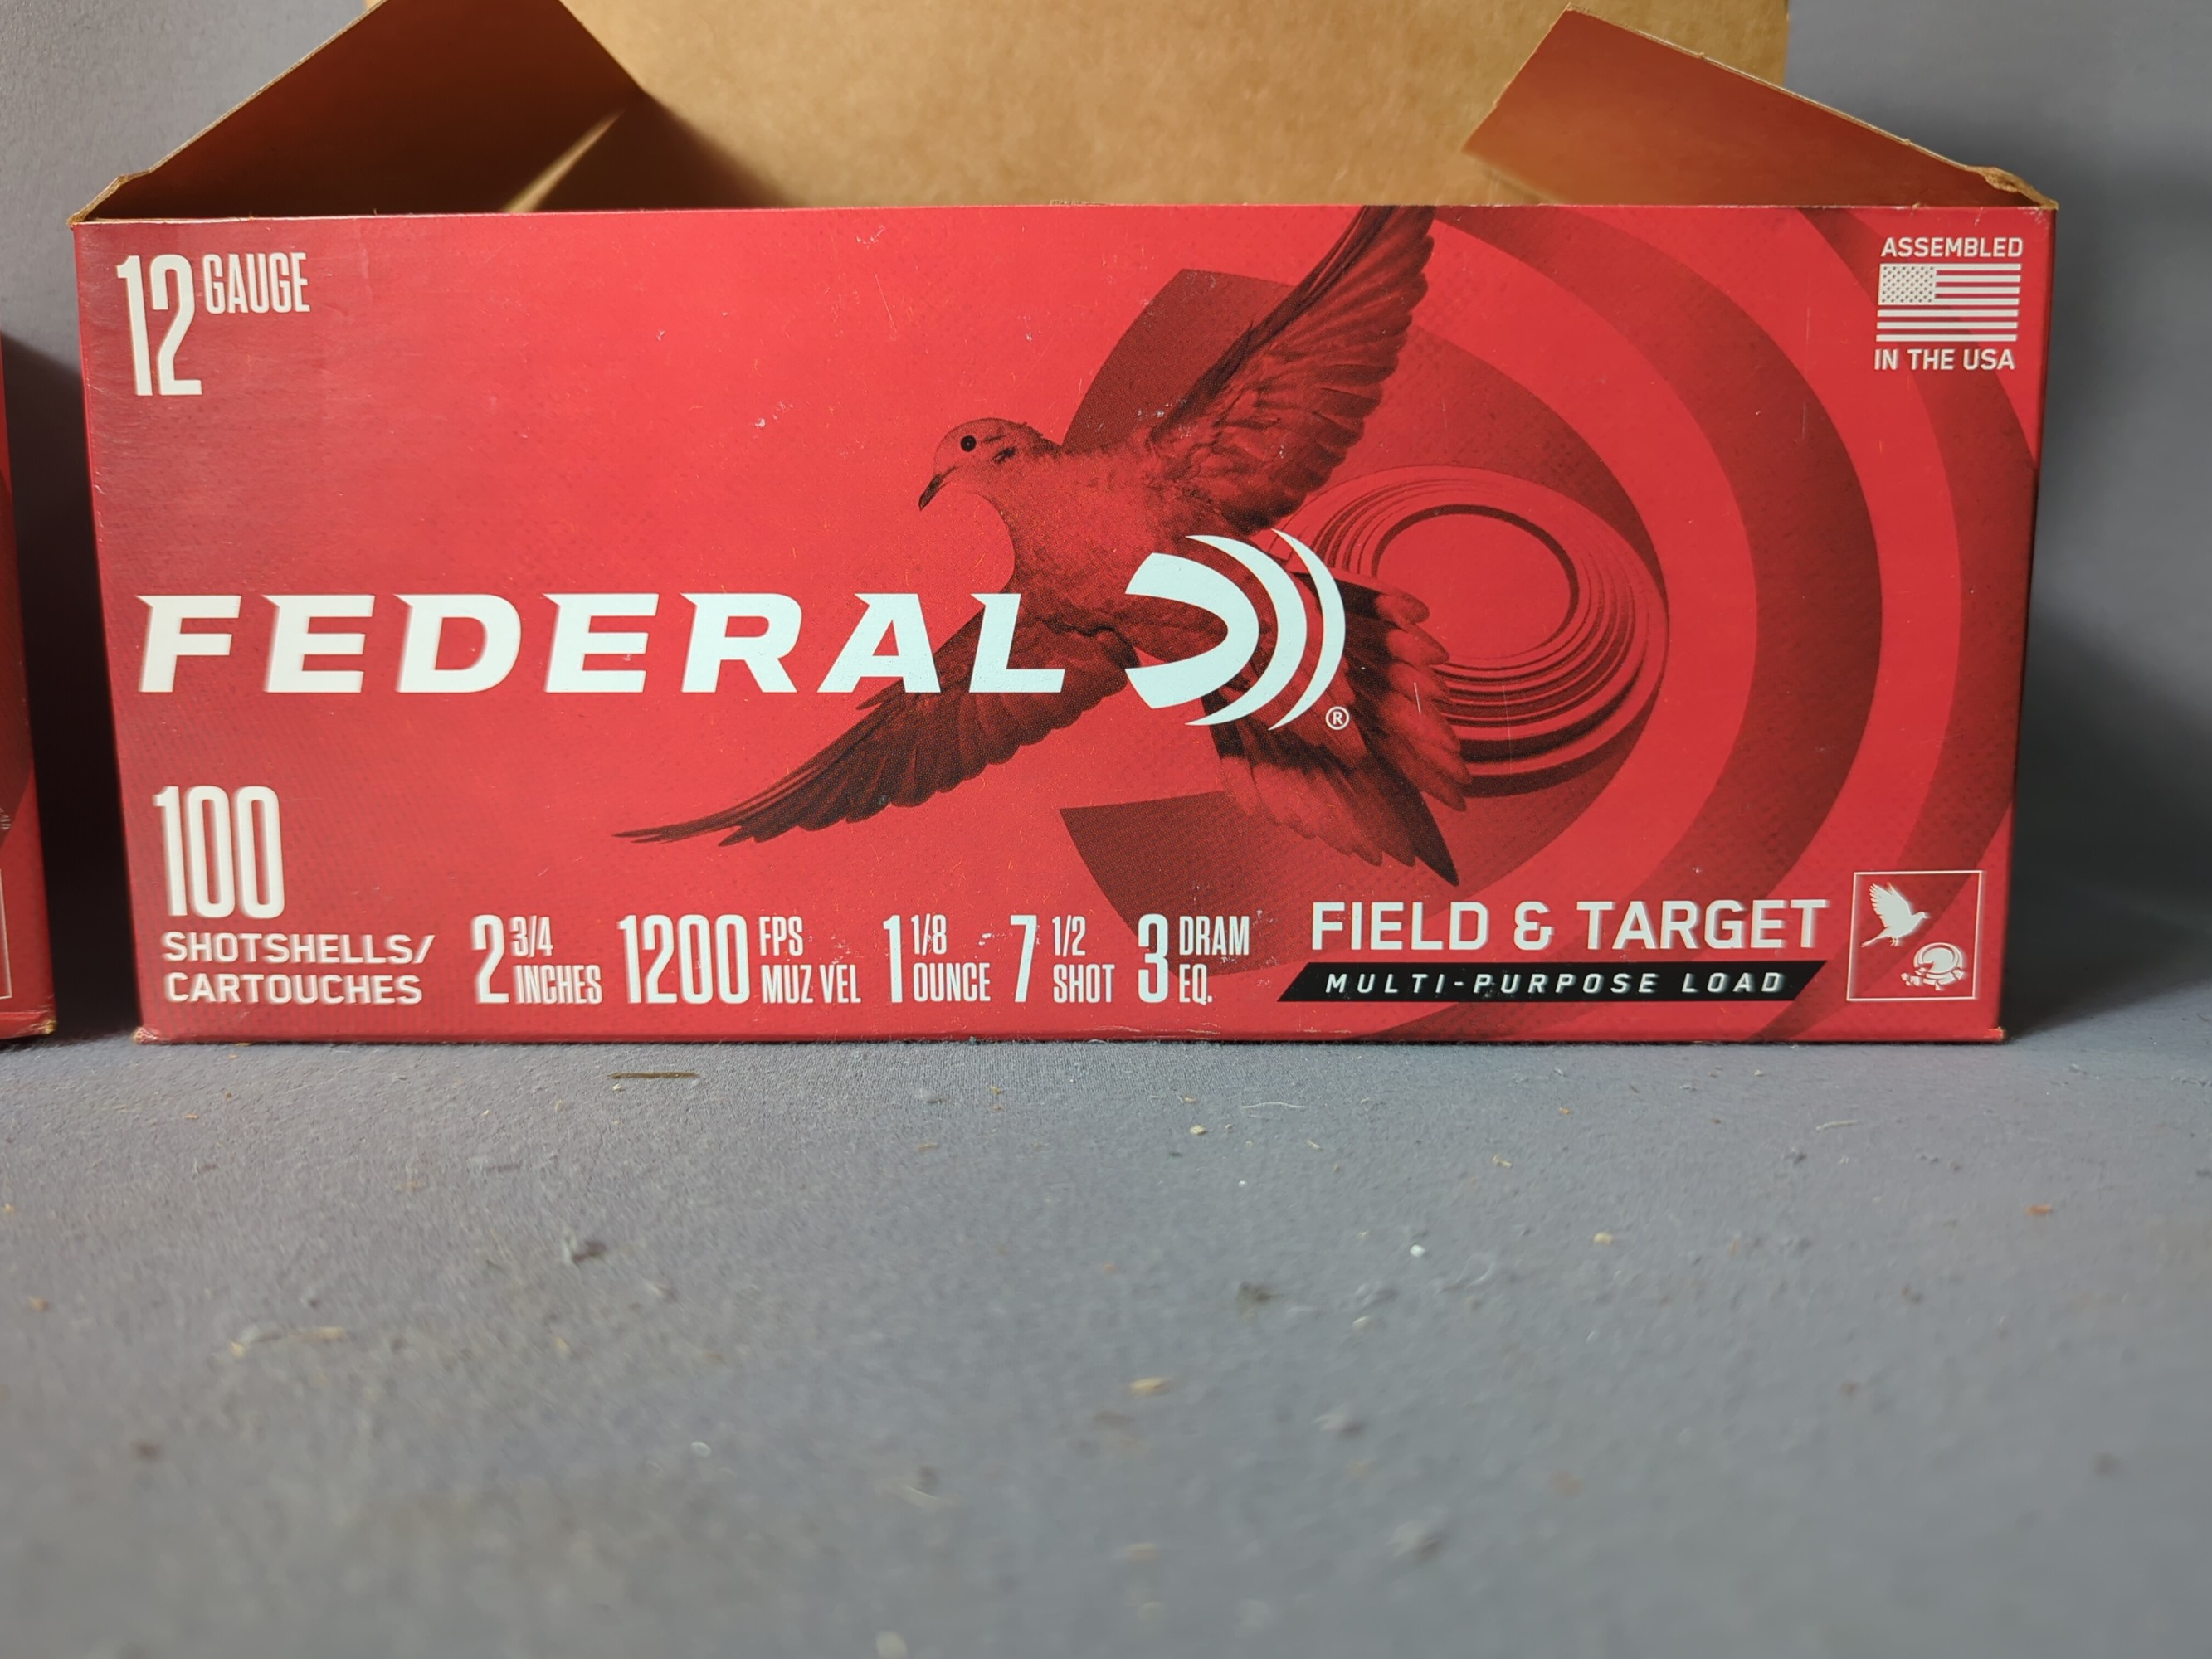 12 GAUGE
ASSEMBLED
IN THE USA
FEDERAL ®
100
SHOTSHELLS/
CARTOUCHES
2 3/4 INCHES
1200 FPS MUZ VEL
1 1/8 OUNCE
7 1/2 SHOT
3 DRAM EQ.
FIELD & TARGET
MULTI-PURPOSE LOAD